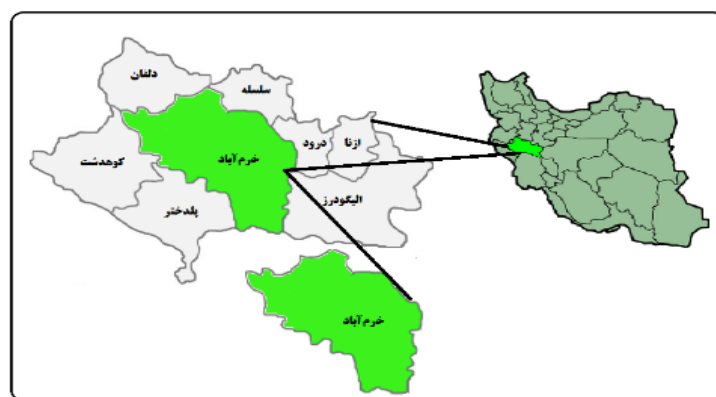 دلفان
سلسله
ازنا
درود
خرم‌آباد
کوهدشت
الیگودرز
پلدختر
خرم‌آباد